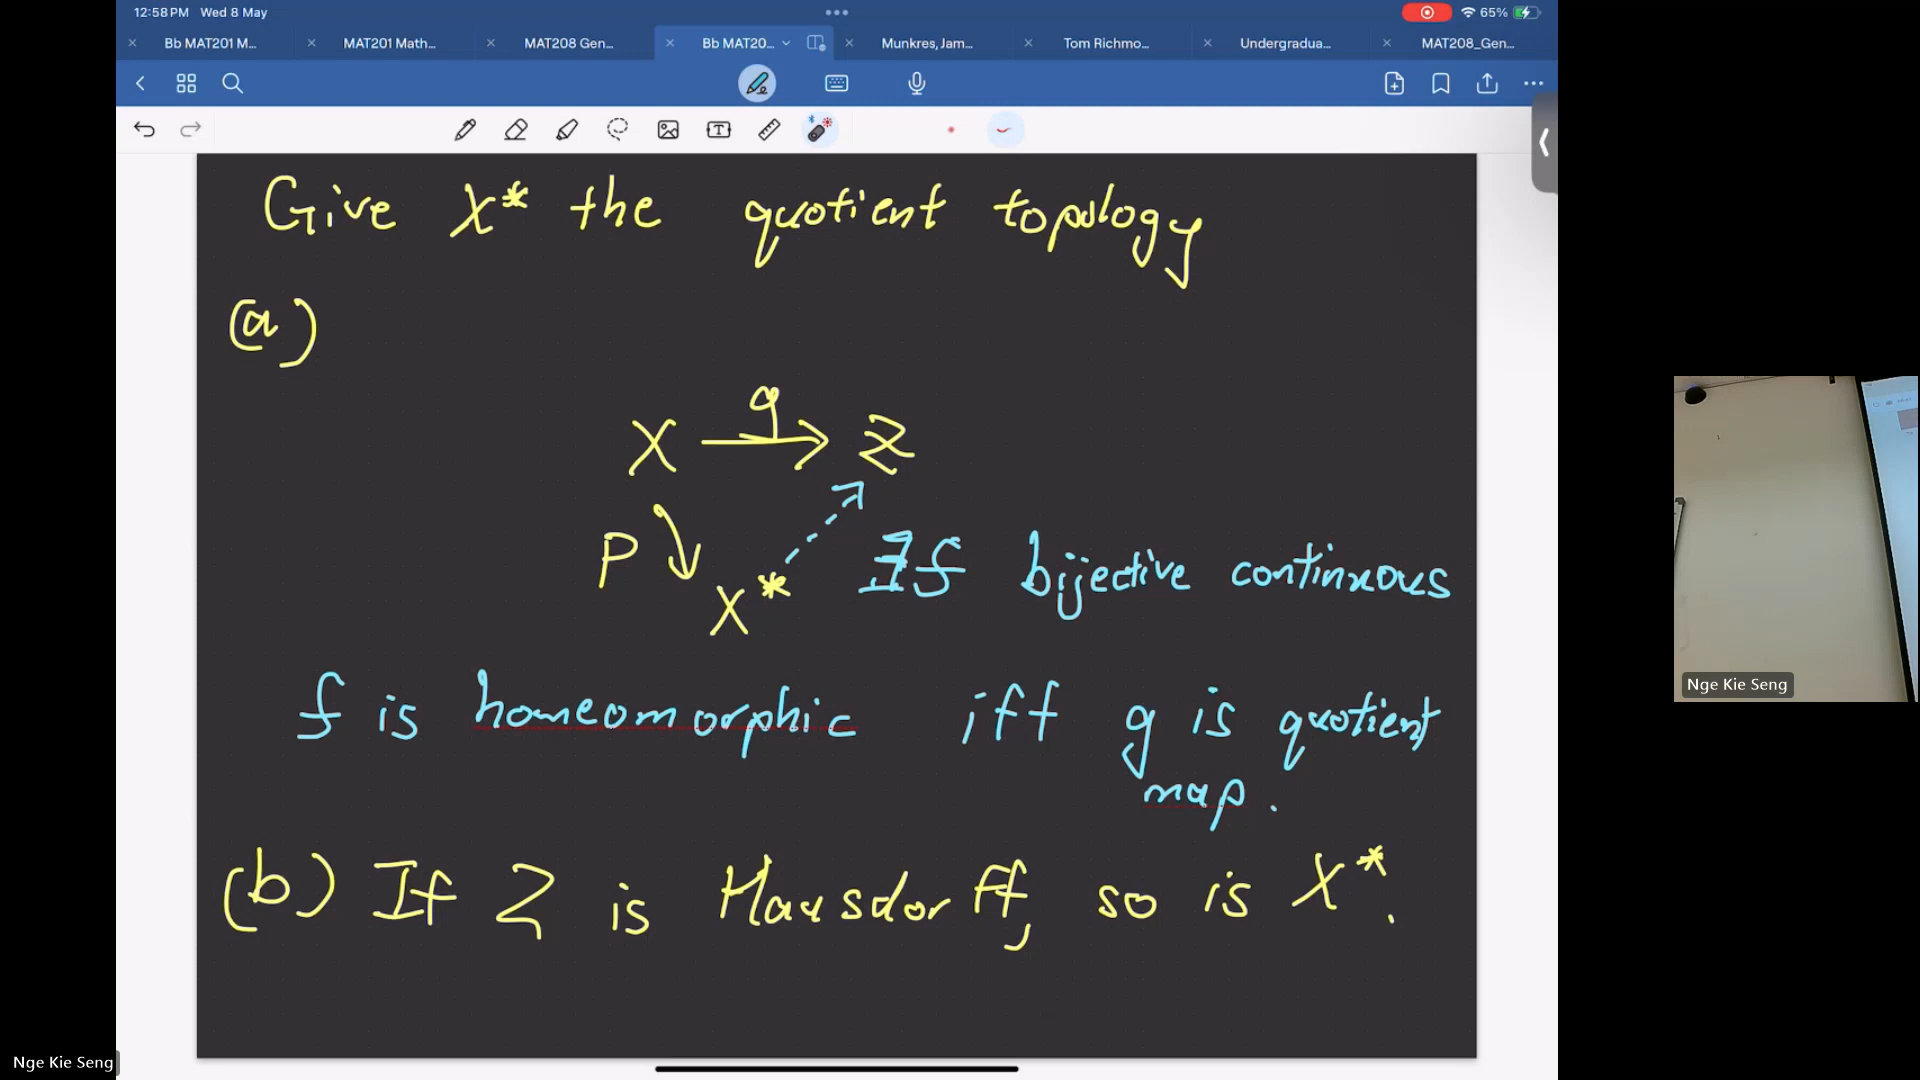 12:58 PM Wed 8 May
65%
Bb MAT201 M...
MAT201 Math...
MAT208 Gen...
Bb MAT20...
Munkres, Jam...
Tom Richmo...
Undergradua...
MAT208_Gen...
Give X* the quotient topology
(a)
X g Z
P X* ∃f bijective continuous
f is homeomorphic iff g is quotient
map.
(b) If Z is Hausdorff, so is X*.
Nge Kie Seng
Nge Kie Seng